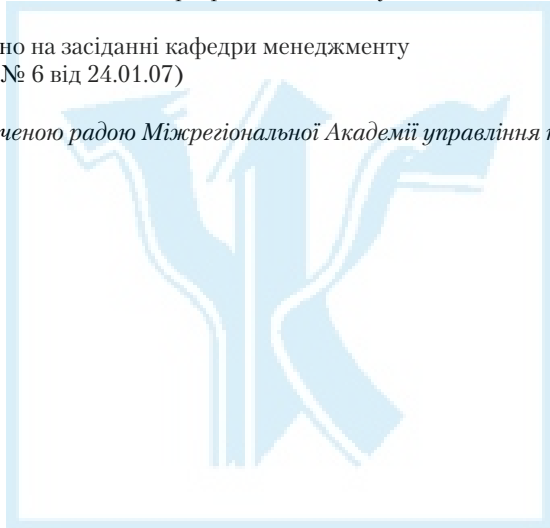 но на засіданні кафедри менеджменту
№ 6 від 24.01.07)
ченою радою Міжрегіональної Академії управління п